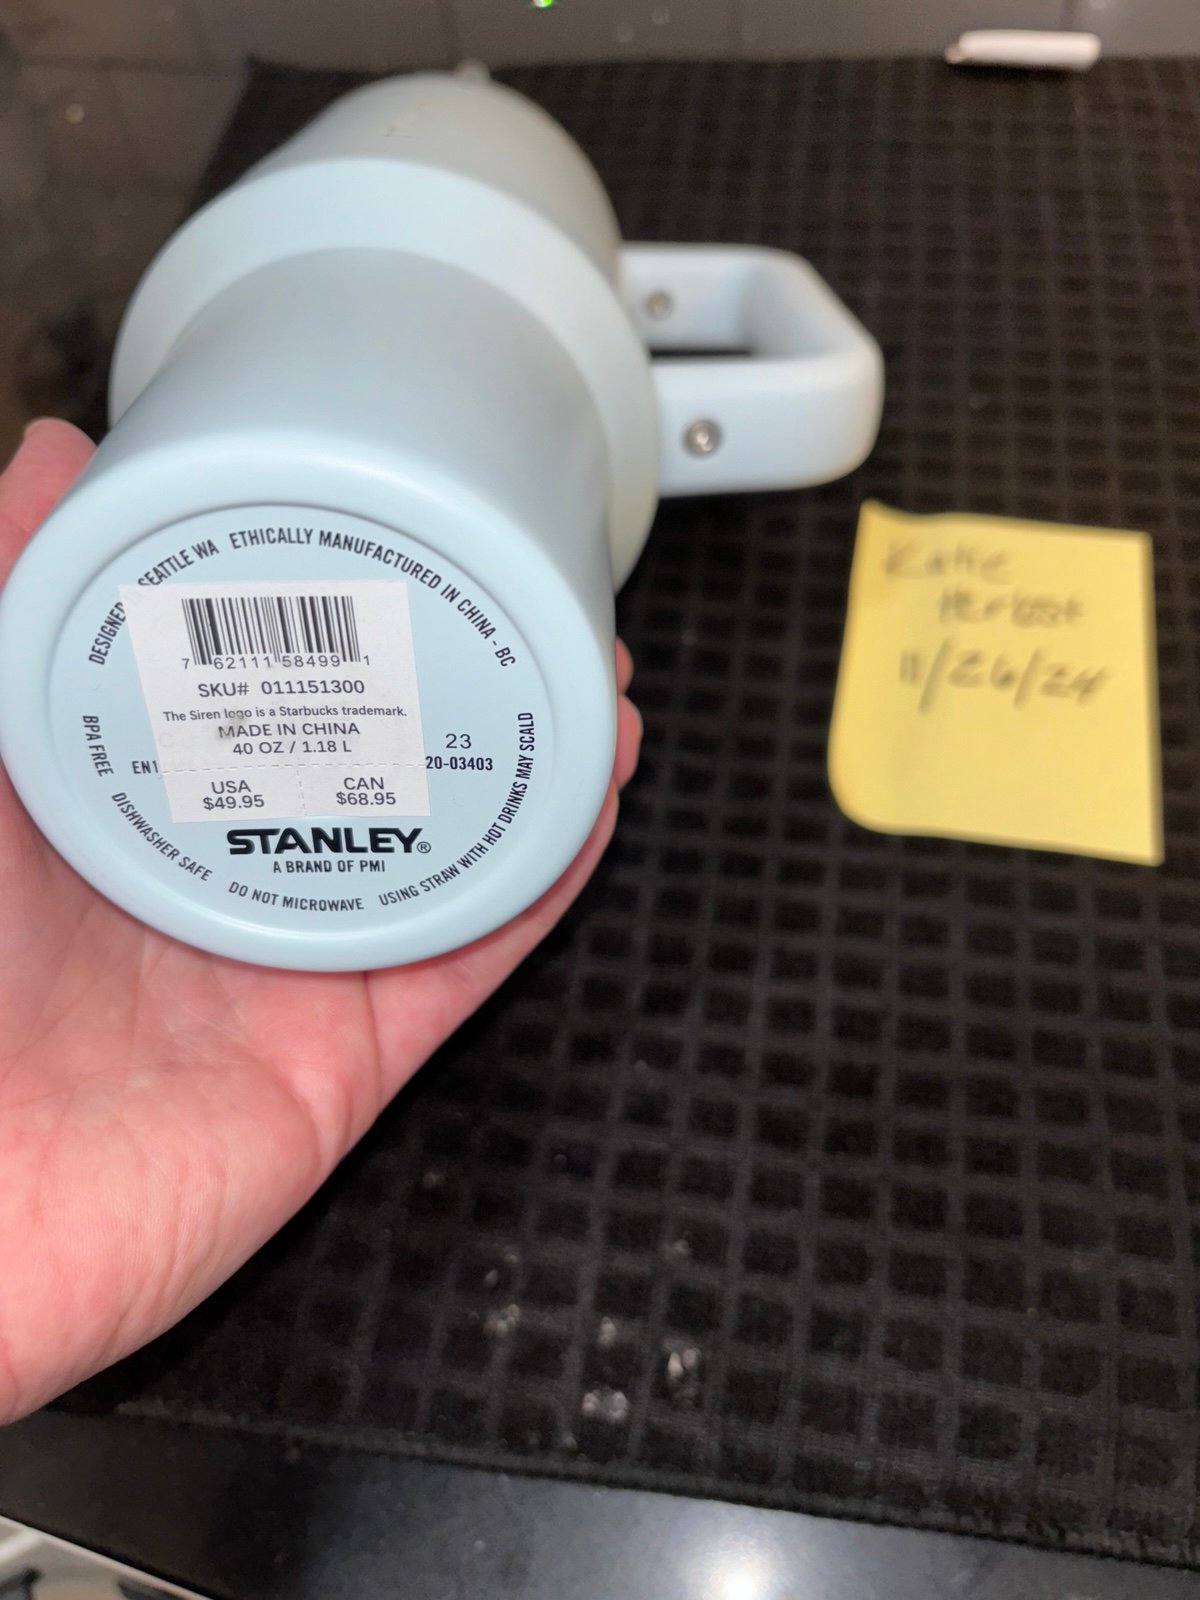 DESIGNED SEATTLE WA ETHICALLY MANUFACTURED IN CHINA - BC
7 62111 58499 1
SKU# 011151300
The Siren logo is a Starbucks trademark.
MADE IN CHINA
40 OZ / 1.18 L
USA
$49.95
CAN
$68.95
EN1
23
20-03403
STANLEY®
A BRAND OF PMI
BPA FREE DISHWASHER SAFE DO NOT MICROWAVE USING STRAW WITH HOT DRINKS MAY SCALD
Katie
Herbst
11/26/24